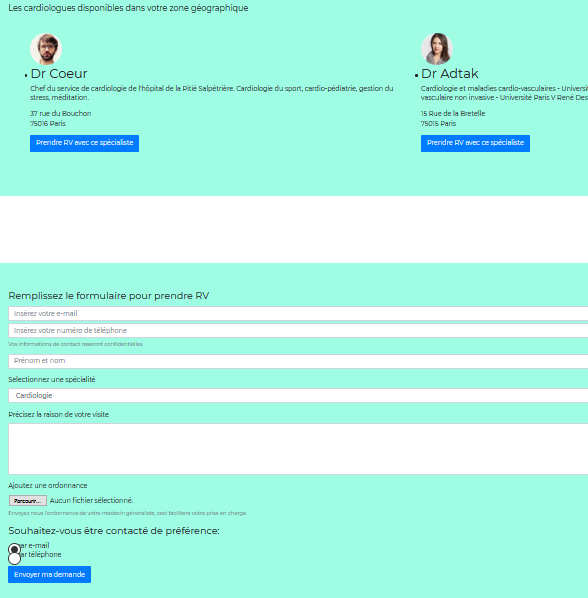 Les cardiologues disponibles dans votre zone géographique
Dr Coeur
Chef du service de cardiologie de l'hôpital de la Pitié Salpétrière. Cardiologie du sport, cardio-pédiatrie, gestion du
stress, méditation.
37 rue du Bouchon
75016 Paris
Prendre RV avec ce spécialiste
Dr Adtak
Cardiologie et maladies cardio-vasculaires - Universit
vasculaire non invasive - Université Paris V René Des
15 Rue de la Bretelle
75015 Paris
Prendre RV avec ce spécialiste
Remplissez le formulaire pour prendre RV
Insérez votre e-mail
Insérez votre numéro de téléphone
Vos informations de contact reseront confidentielles
Prénom et nom
Selectionnez une spécialité
Cardiologie
Précisez la raison de votre visite
Ajoutez une ordonnance
Parcourir... Aucun fichier sélectionné.
Envoyez nous l'ordonnance de votre médecin généraliste, ceci facilitera votre prise en charge.
Souhaitez-vous être contacté de préférence:
ar e-mail
ar téléphone
Envoyer ma demande